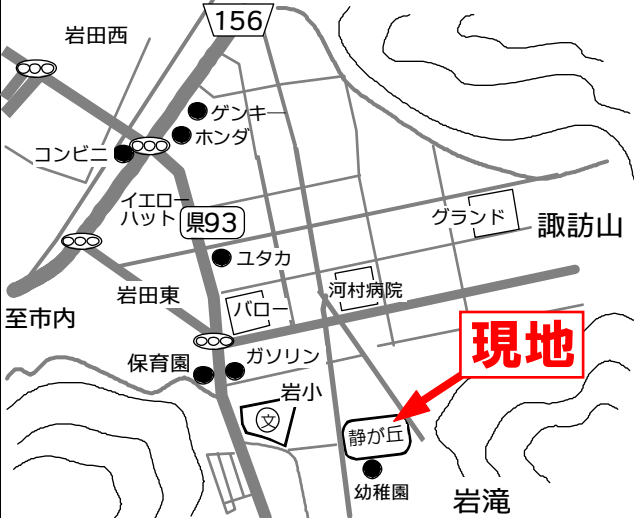 156
岩田西
ゲンキー
ホンダ
コンビニ
イエロー
ハット
県93
グランド
諏訪山
ユタカ
岩田東
河村病院
バロー
至市内
現地
保育園
ガソリン
岩小
文
静が丘
幼稚園
岩滝